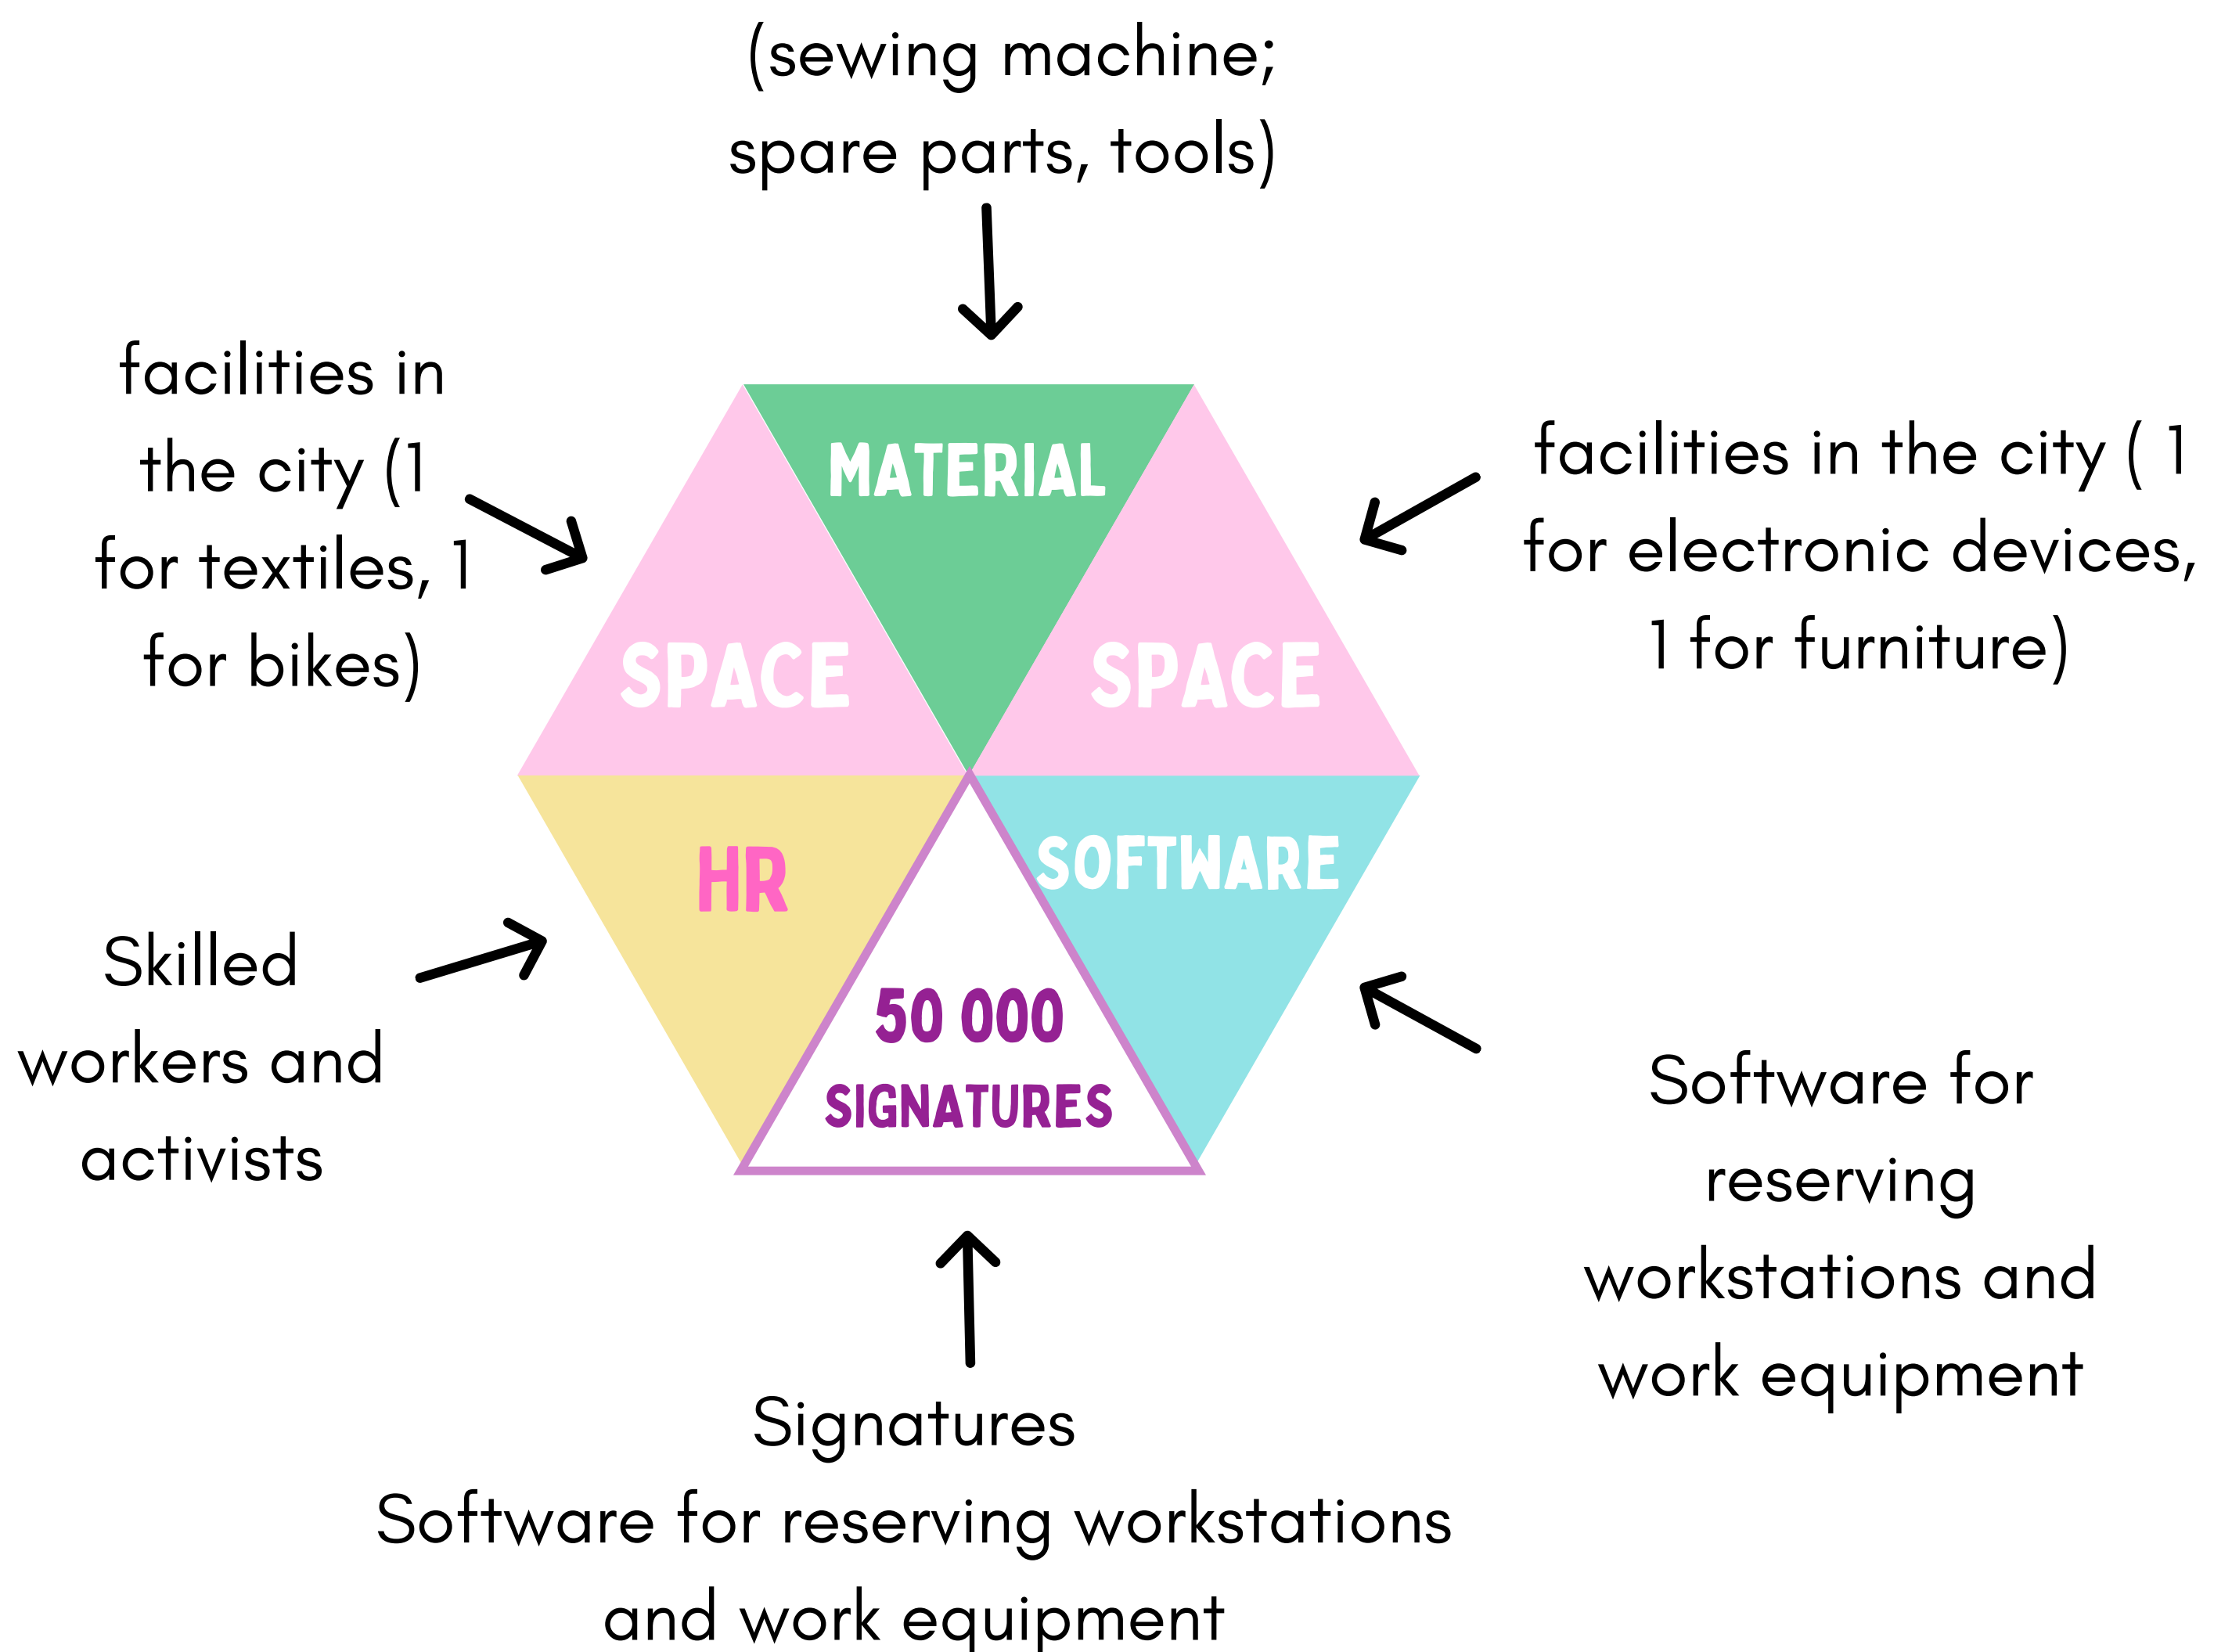 (sewing machine;
spare parts, tools)
facilities in
the city (1
for textiles, 1
for bikes)
facilities in the city ( 1
for electronic devices,
1 for furniture)
MATERIAL
SPACE
SPACE
HR
SOFTWARE
50 000
SIGNATURES
Skilled
workers and
activists
Software for
reserving
workstations and
work equipment
Signatures
Software for reserving workstations
and work equipment